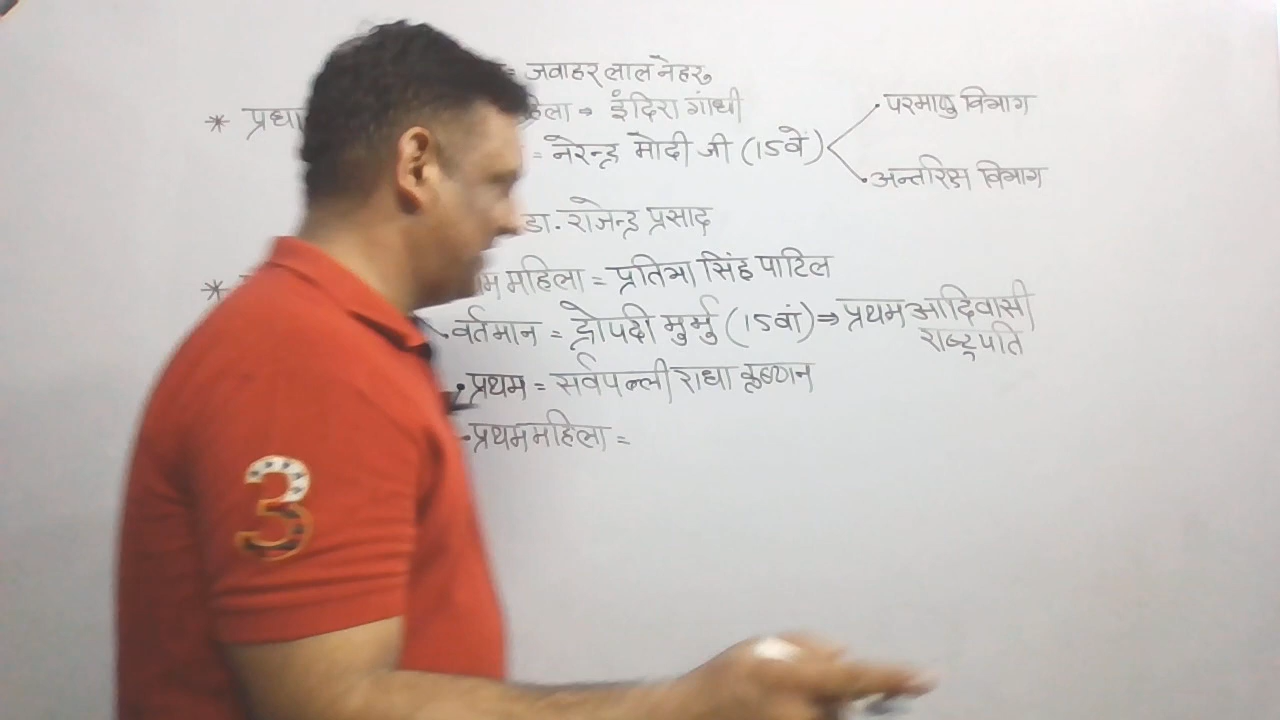 = जवाहर लाल नेहरु
* प्रधा हिला → इंदिरा गांधी
= नरेन्द्र मोदी जी (15वें)
• परमाणु विभाग
• अन्तरिक्ष विभाग
डा. राजेन्द्र प्रसाद
*
म महिला = प्रतिभा सिंह पाटिल
वर्तमान = द्रोपदी मुर्मु (15वां) ⇒ प्रथम आदिवासी
राष्ट्रपति
• प्रथम = सर्वपल्ली राधा कृष्णन
• प्रथम महिला =
3